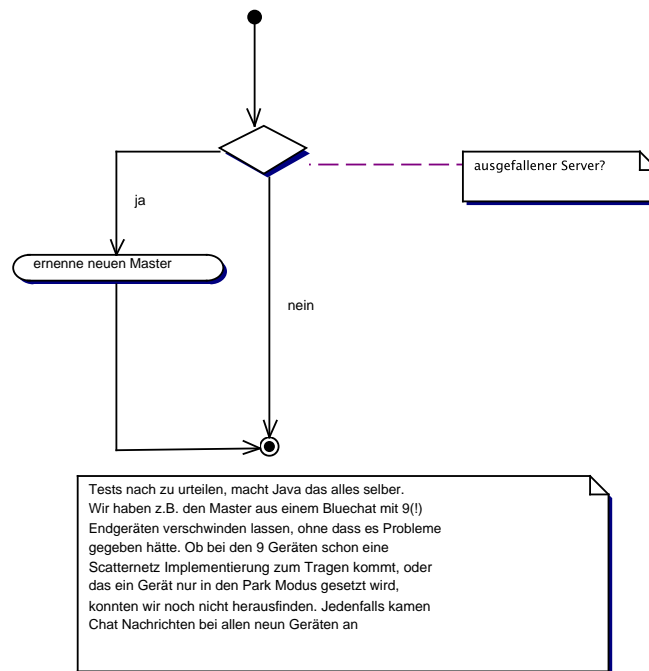 ausgefallener Server?
ja
ernenne neuen Master
nein
Tests nach zu urteilen, macht Java das alles selber.
Wir haben z.B. den Master aus einem Bluechat mit 9(!)
Endgeräten verschwinden lassen, ohne dass es Probleme
gegeben hätte. Ob bei den 9 Geräten schon eine
Scatternetz Implementierung zum Tragen kommt, oder
das ein Gerät nur in den Park Modus gesetzt wird,
konnten wir noch nicht herausfinden. Jedenfalls kamen
Chat Nachrichten bei allen neun Geräten an